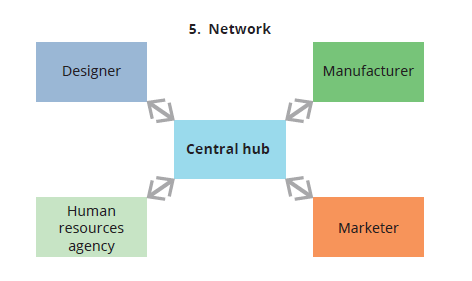 5. Network
Designer
Manufacturer
Central hub
Human
resources
agency
Marketer